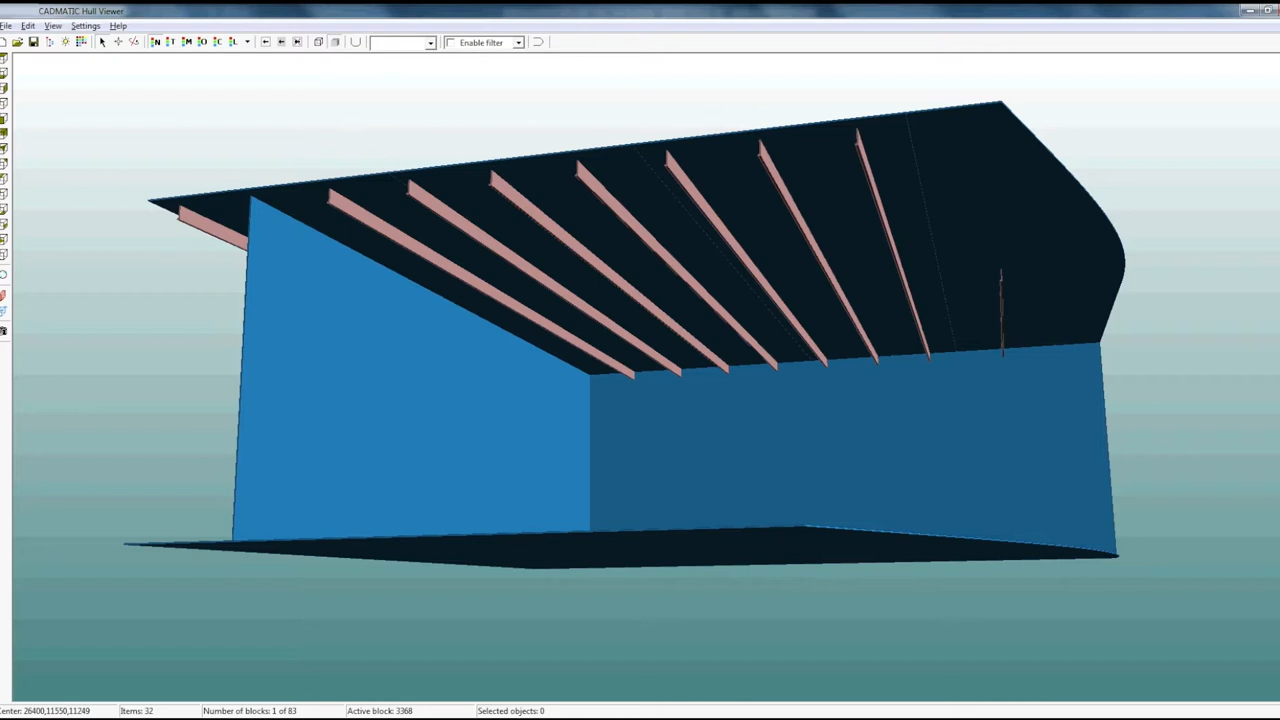 CADMATIC Hull Viewer
File Edit View Settings Help
N T M O C L Enable filter
Center: 26400,11550,11249 Items: 32 Number of blocks: 1 of 83 Active block: 3368 Selected objects: 0